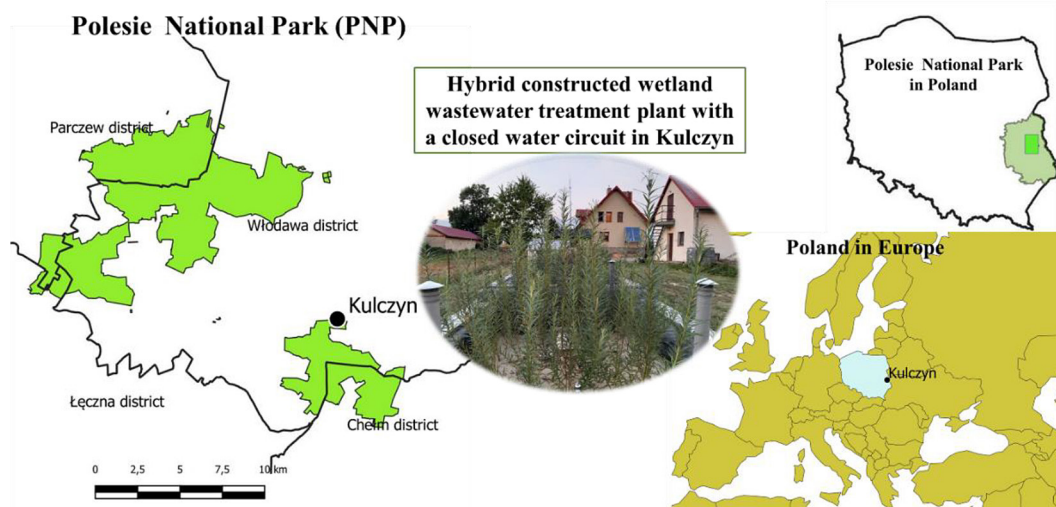 Polesie National Park (PNP)
Parczew district
Włodawa district
Kulczyn
Łęczna district
Chełm district
0 2,5 5 7,5 10 km
Hybrid constructed wetland
wastewater treatment plant with
a closed water circuit in Kulczyn
Polesie National Park
in Poland
Poland in Europe
Kulczyn